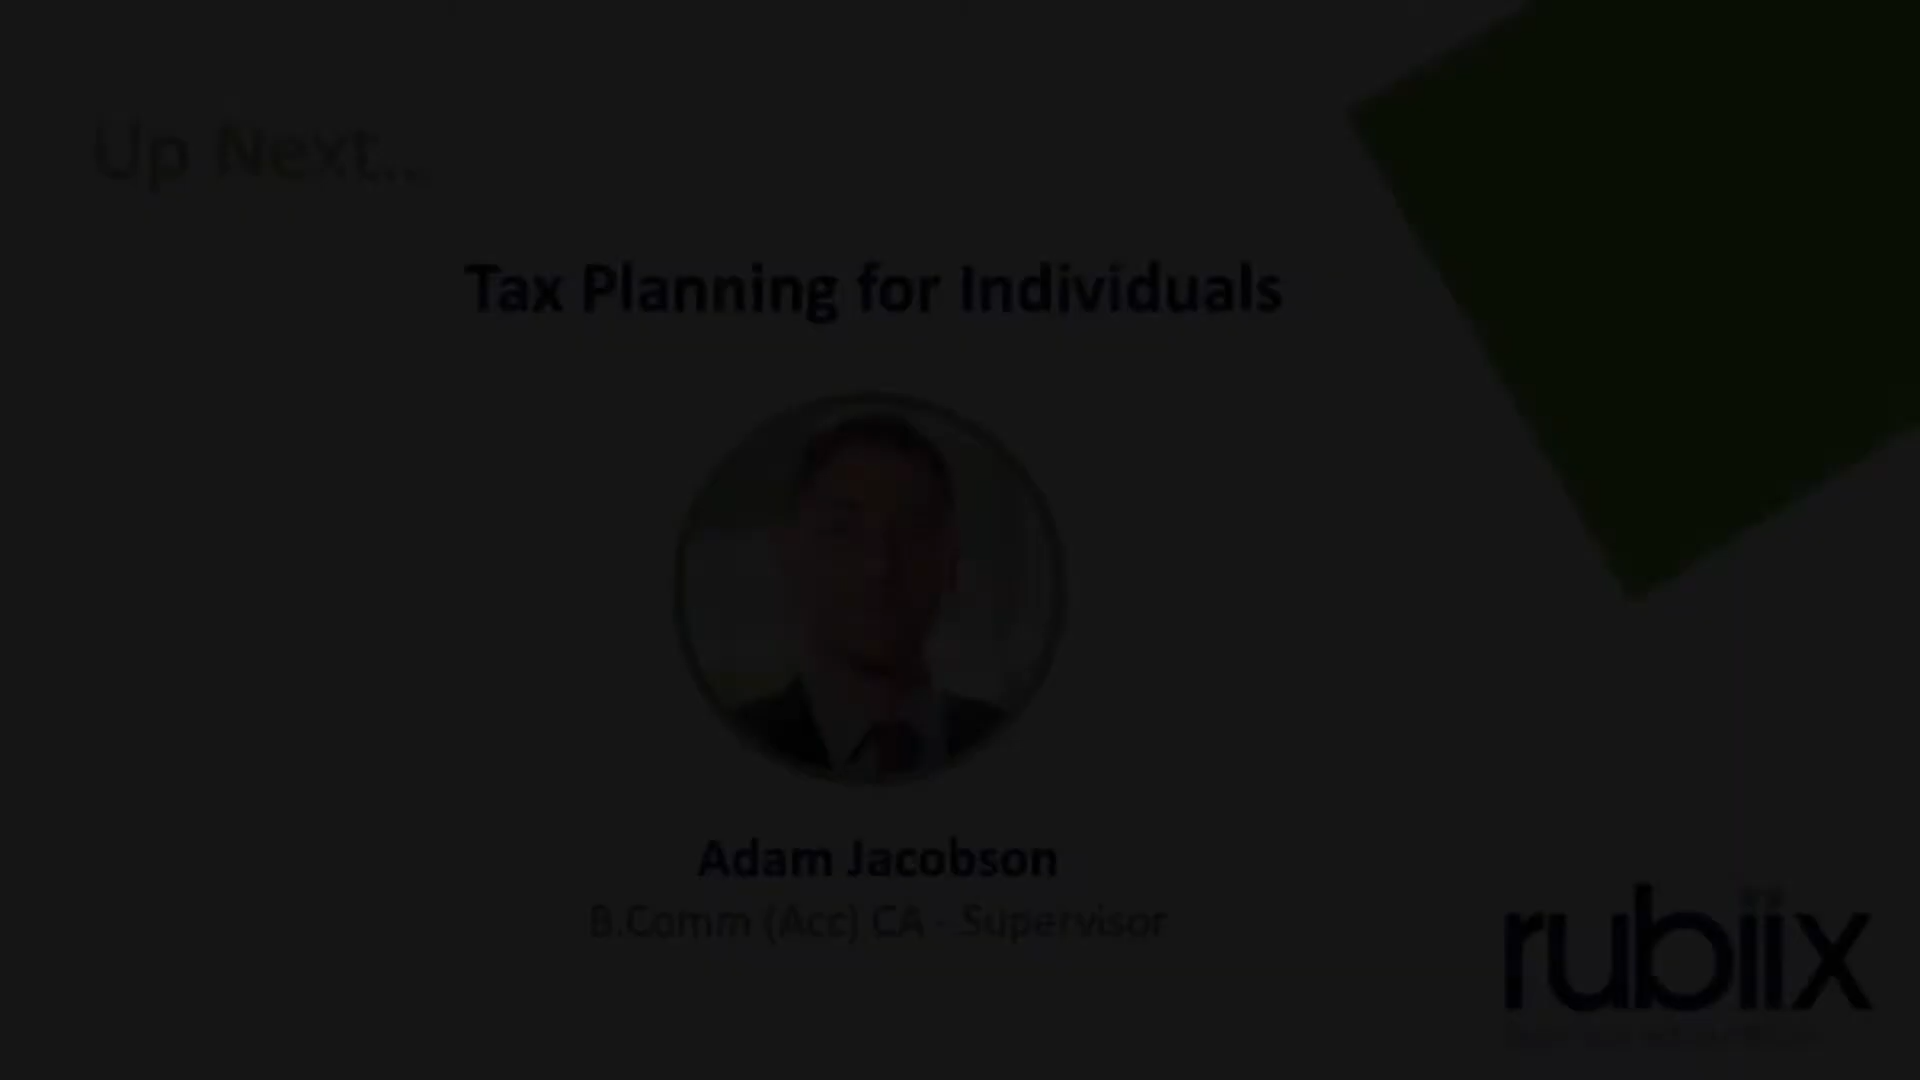 Up Next..
Tax Planning for Individuals
Adam Jacobson
B.Comm (Acc) CA - Supervisor
rubiix